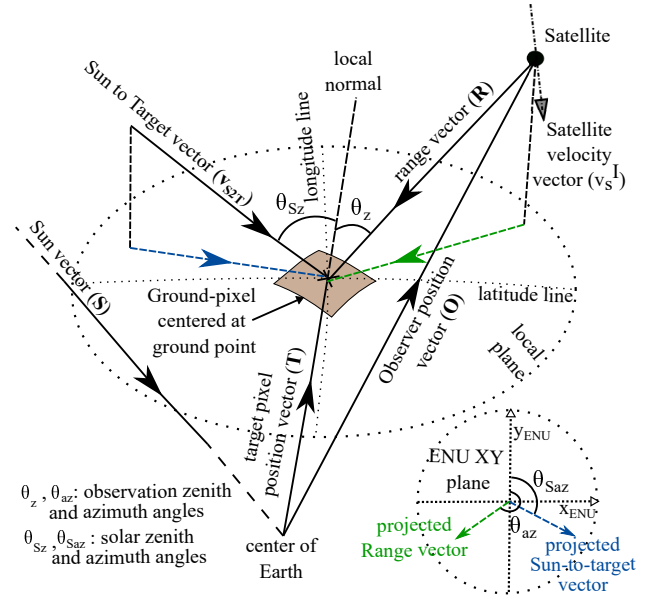 Satellite
local
normal
Sun to Target vector (v_S2T)
longitude line
range vector (R)
Satellite
velocity
vector (v_s^I)
θ_Sz
θ_z
Sun vector (S)
Ground-pixel
centered at
ground point
latitude line
local
plane
Observer position
vector (O)
target pixel
position vector (T)
y_ENU
ENU XY
plane
θ_Saz
x_ENU
θ_az
projected
Range vector
projected
Sun-to-target
vector
θ_z , θ_az : observation zenith
and azimuth angles
θ_Sz , θ_Saz : solar zenith
and azimuth angles
center of
Earth